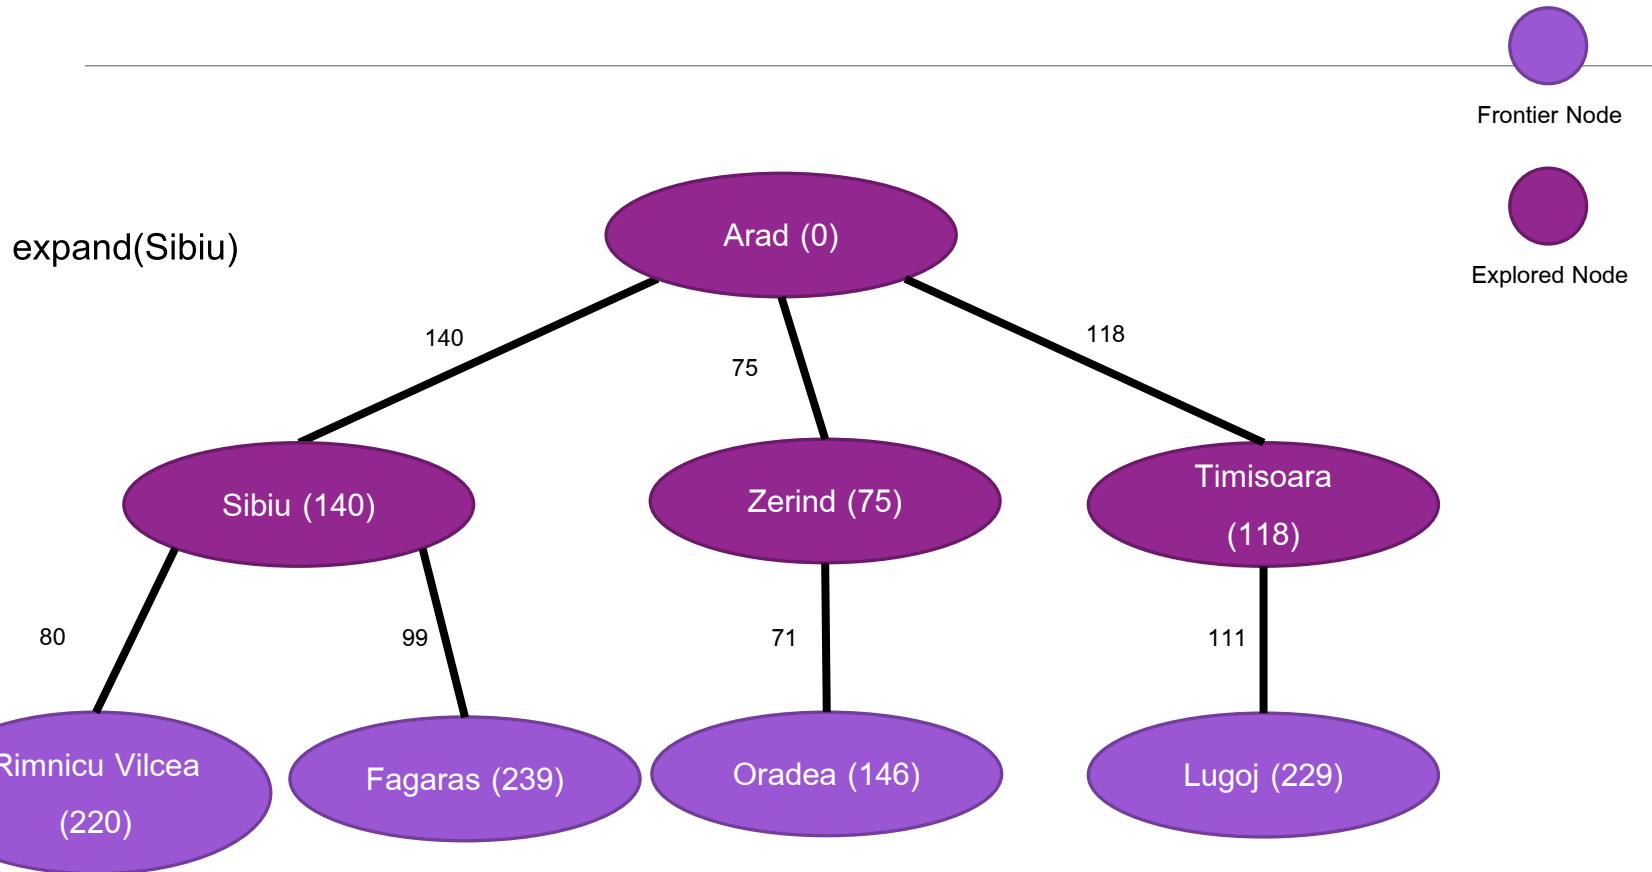 Frontier Node
Explored Node
expand(Sibiu)
Arad (0)
140
75
118
Sibiu (140)
Zerind (75)
Timisoara
(118)
80
99
71
111
Rimnicu Vilcea
(220)
Fagaras (239)
Oradea (146)
Lugoj (229)